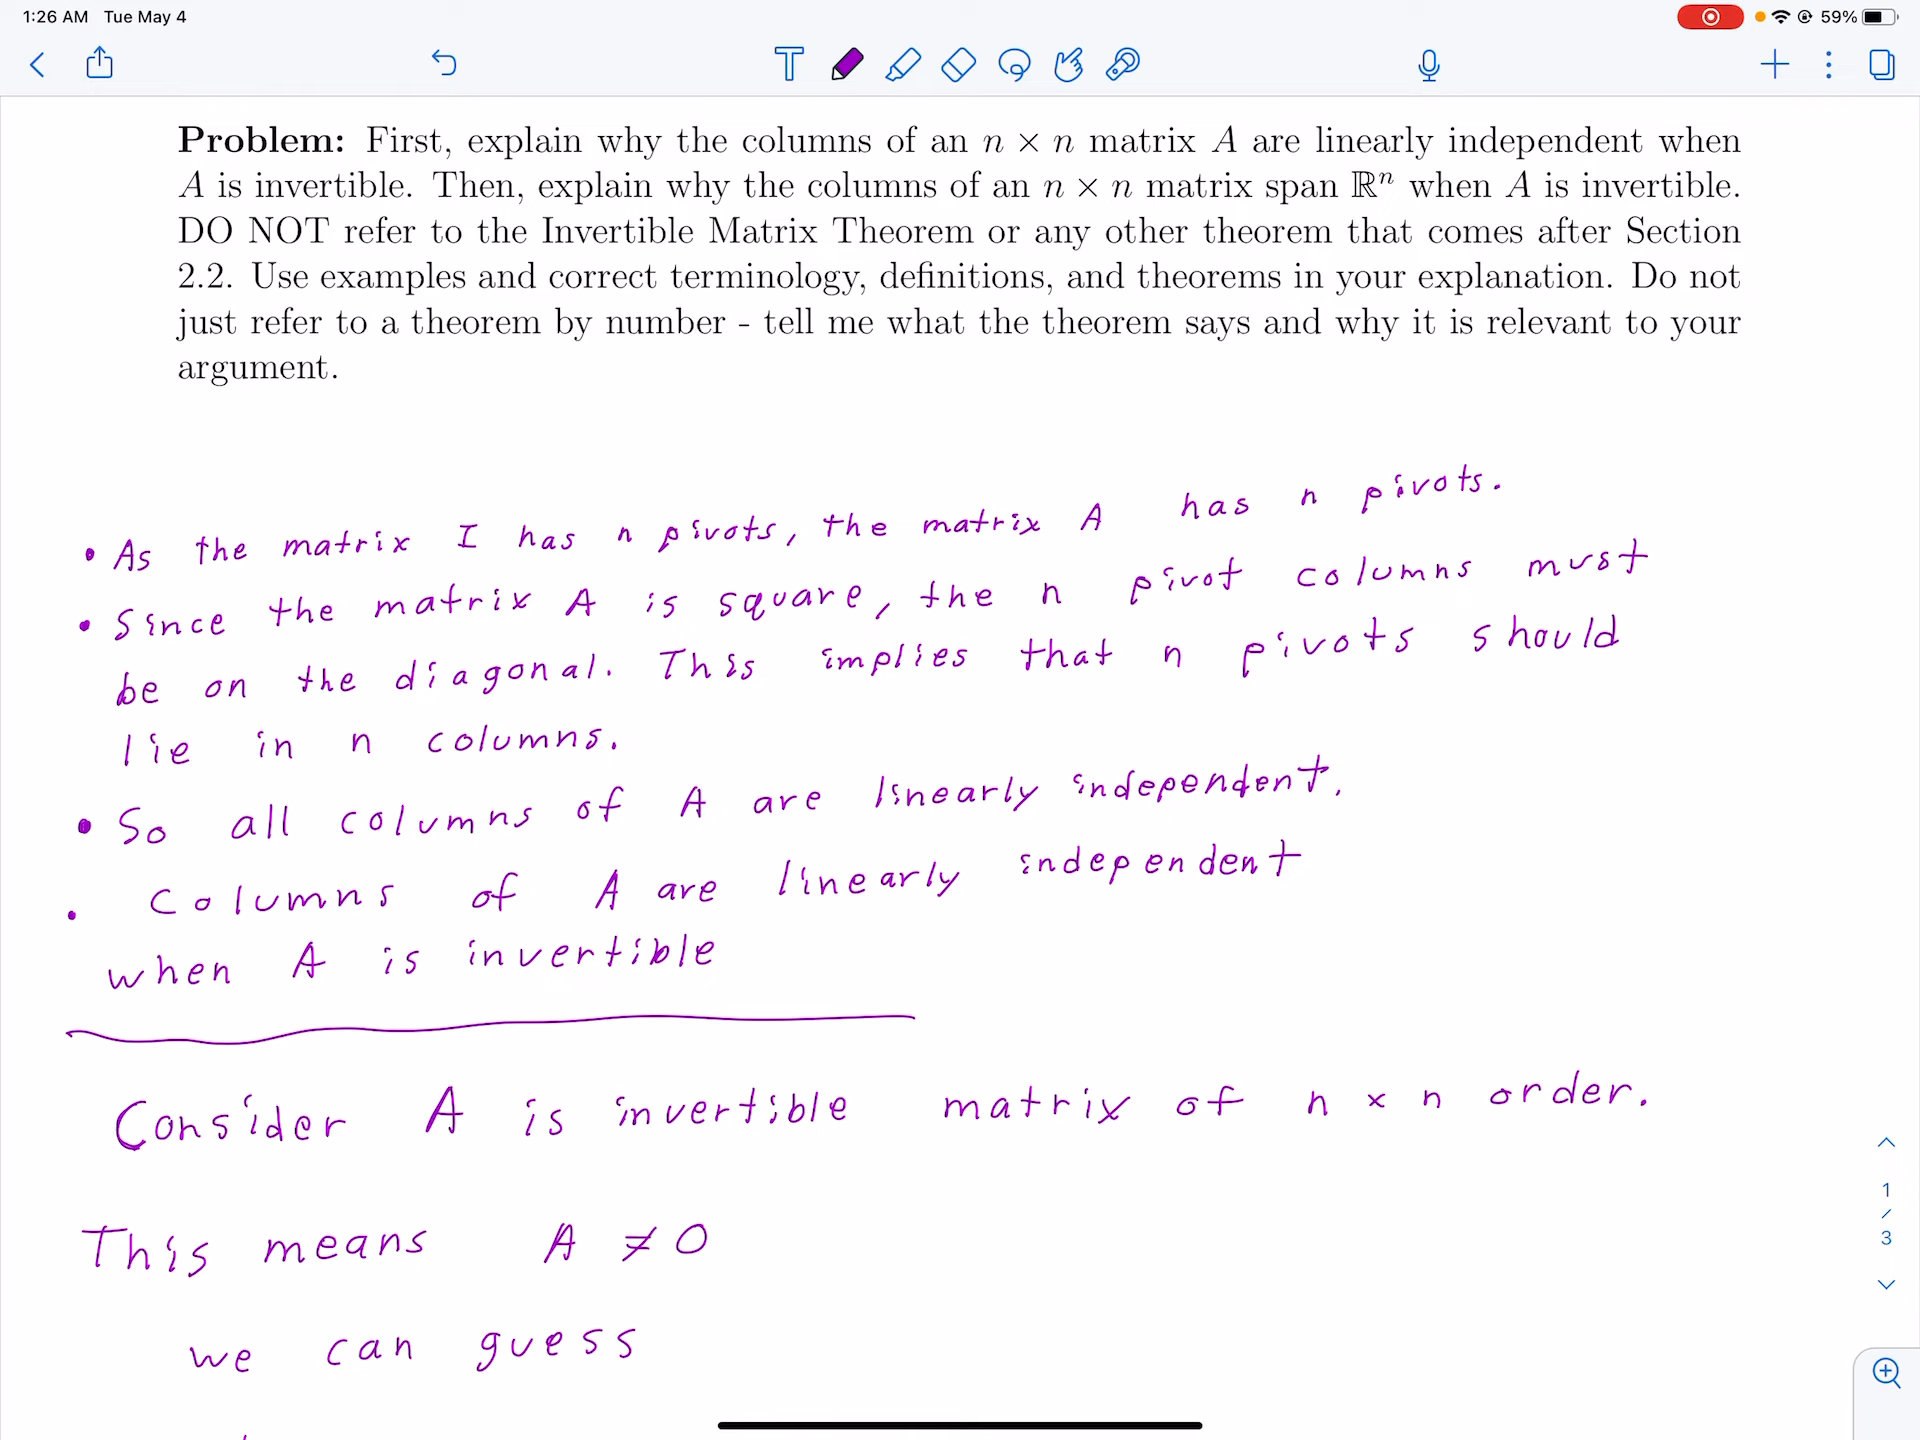 1:26 AM Tue May 4
59%
Problem: First, explain why the columns of an n × n matrix A are linearly independent when
A is invertible. Then, explain why the columns of an n × n matrix span ℝⁿ when A is invertible.
DO NOT refer to the Invertible Matrix Theorem or any other theorem that comes after Section
2.2. Use examples and correct terminology, definitions, and theorems in your explanation. Do not
just refer to a theorem by number - tell me what the theorem says and why it is relevant to your
argument.
• As the matrix I has n pivots, the matrix A has n pivots.
• Since the matrix A is square, the n pivot columns must
be on the diagonal. This implies that n pivots should
lie in n columns.
• So all columns of A are linearly independent.
• Columns of A are linearly independent
when A is invertible
Consider A is invertible matrix of n × n order.
This means A ≠ 0
we can guess
1
/
3